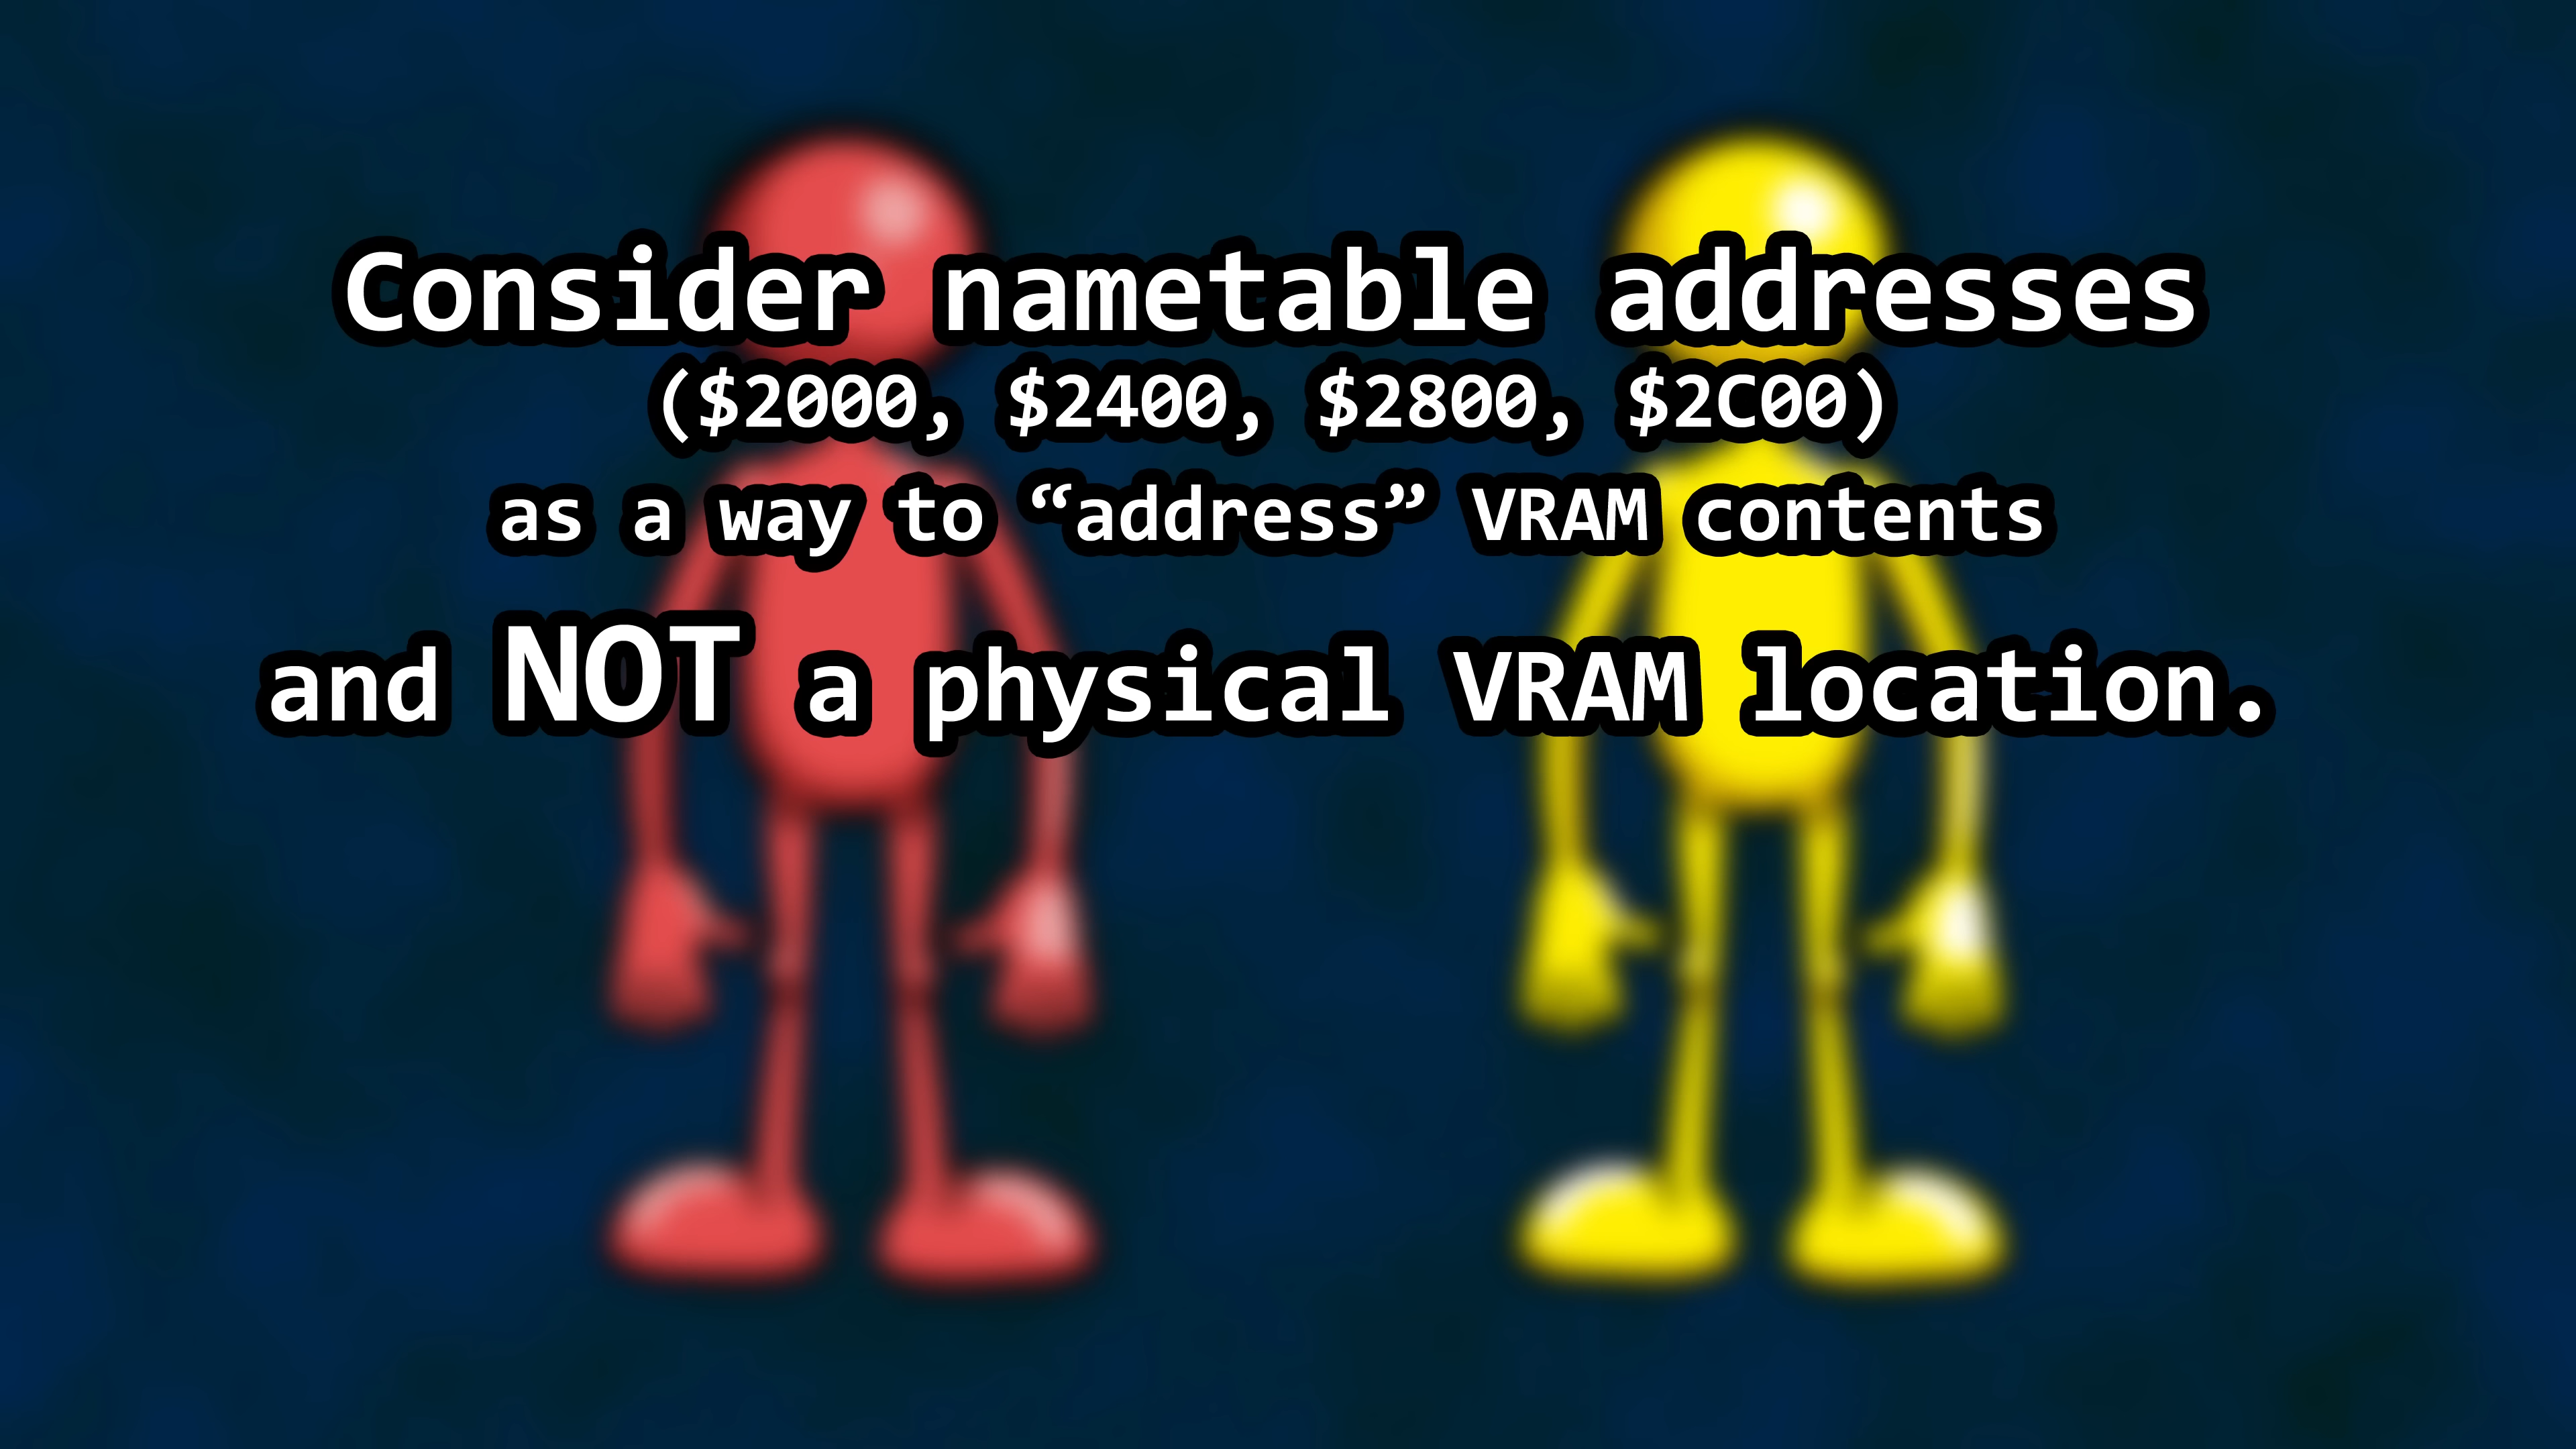 Consider nametable addresses
($2000, $2400, $2800, $2C00)
as a way to “address” VRAM contents
and NOT a physical VRAM location.